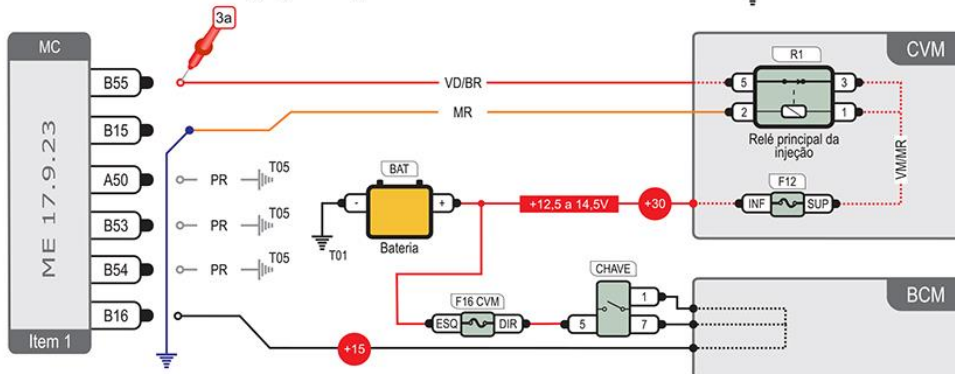 3a
MC
CVM
B55
VD/BR
5
R1
3
B15
MR
2
1
Relé principal da
injeção
VM/MR
ME 17.9.23
A50
PR
T05
BAT
F12
B53
PR
T05
-
+
+12,5 a 14,5V
+30
INF
SUP
T01
Bateria
B54
PR
T05
CHAVE
BCM
F16 CVM
1
B16
ESQ
DIR
5
7
Item 1
+15